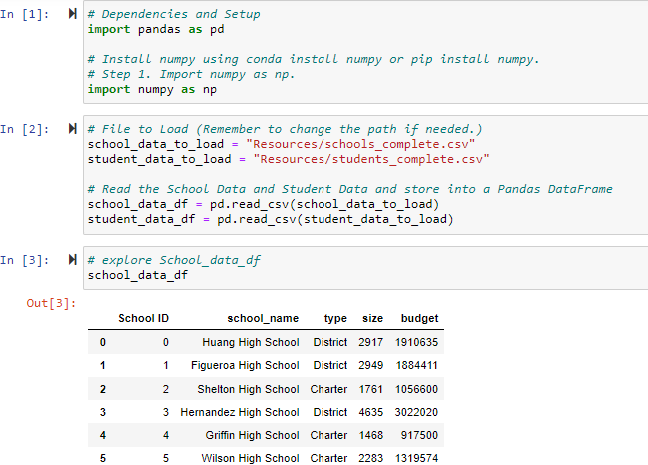 In [1]:
# Dependencies and Setup
import pandas as pd
# Install numpy using conda install numpy or pip install numpy.
# Step 1. Import numpy as np.
import numpy as np
In [2]:
# File to Load (Remember to change the path if needed.)
school_data_to_load = "Resources/schools_complete.csv"
student_data_to_load = "Resources/students_complete.csv"
# Read the School Data and Student Data and store into a Pandas DataFrame
school_data_df = pd.read_csv(school_data_to_load)
student_data_df = pd.read_csv(student_data_to_load)
In [3]:
# explore School_data_df
school_data_df
Out[3]:
School ID school_name type size budget
0 0 Huang High School District 2917 1910635
1 1 Figueroa High School District 2949 1884411
2 2 Shelton High School Charter 1761 1056600
3 3 Hernandez High School District 4635 3022020
4 4 Griffin High School Charter 1468 917500
5 5 Wilson High School Charter 2283 1319574